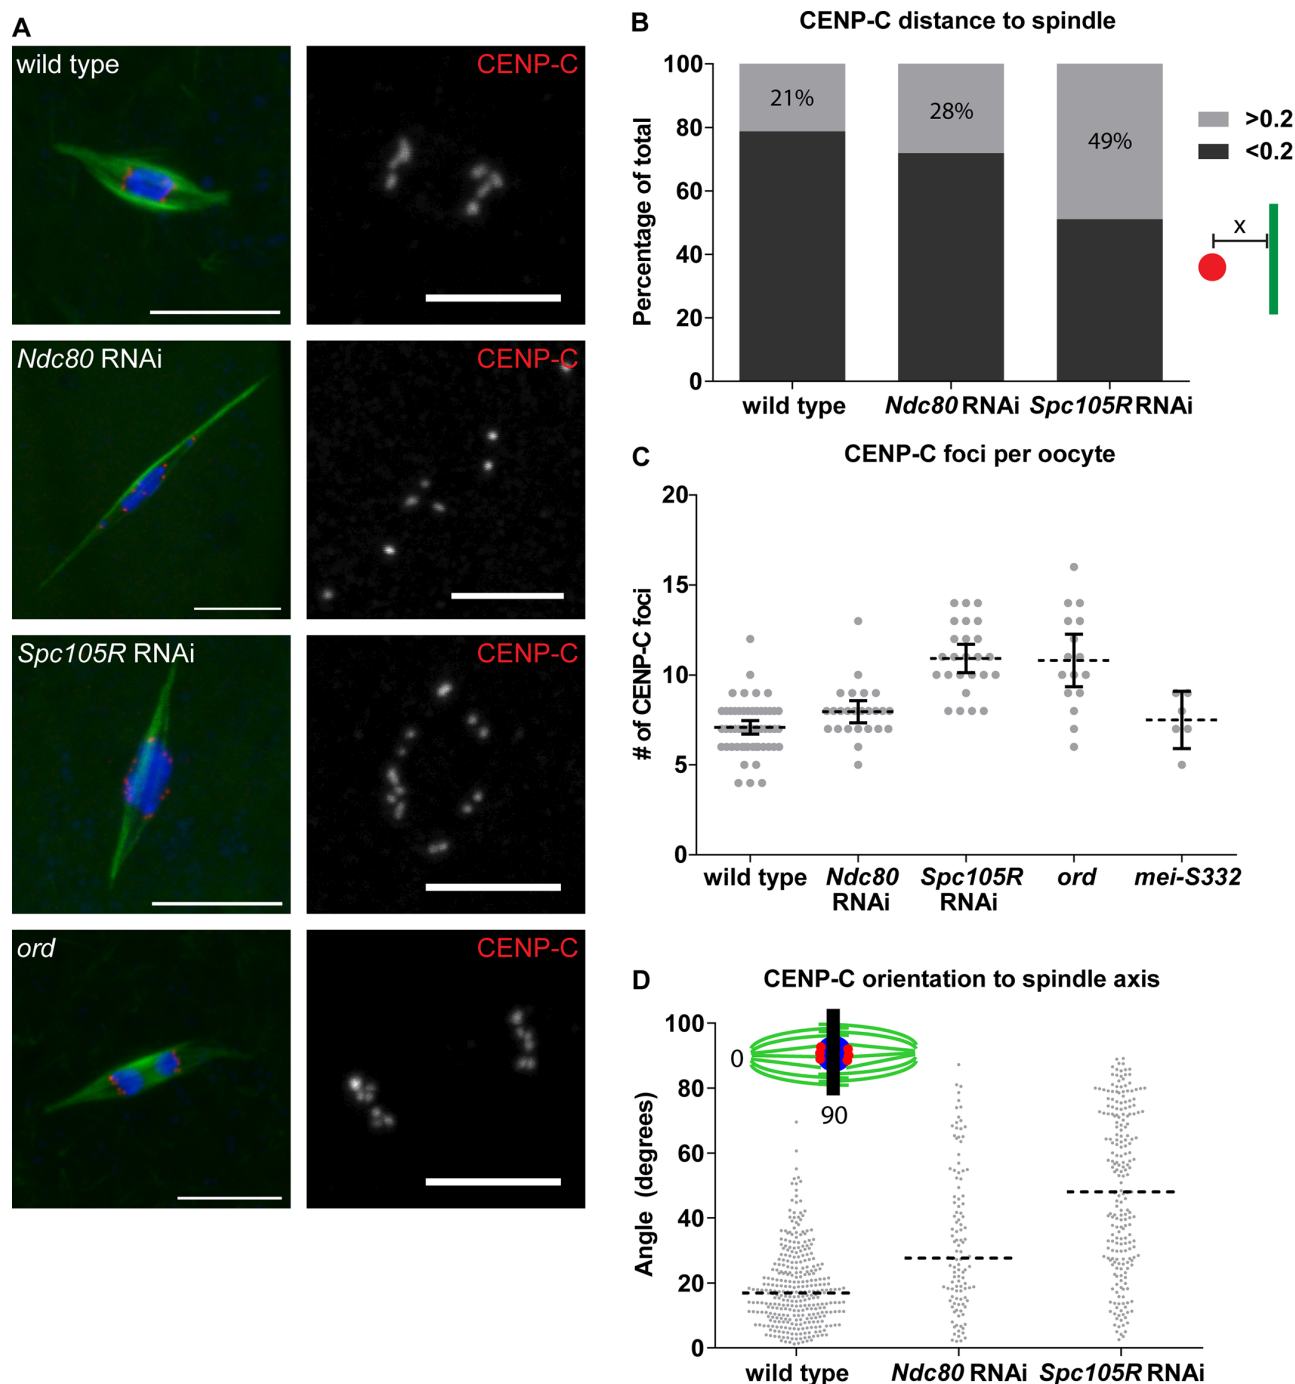 A
wild type
CENP-C
Ndc80 RNAi
CENP-C
Spc105R RNAi
CENP-C
ord
CENP-C
B
CENP-C distance to spindle
Percentage of total
100
80
60
40
20
0
21%
28%
49%
wild type
Ndc80 RNAi
Spc105R RNAi
>0.2
<0.2
x
C
CENP-C foci per oocyte
# of CENP-C foci
20
15
10
5
0
wild type
Ndc80
RNAi
Spc105R
RNAi
ord
mei-S332
D
CENP-C orientation to spindle axis
Angle (degrees)
100
80
60
40
20
0
0
90
wild type
Ndc80 RNAi
Spc105R RNAi